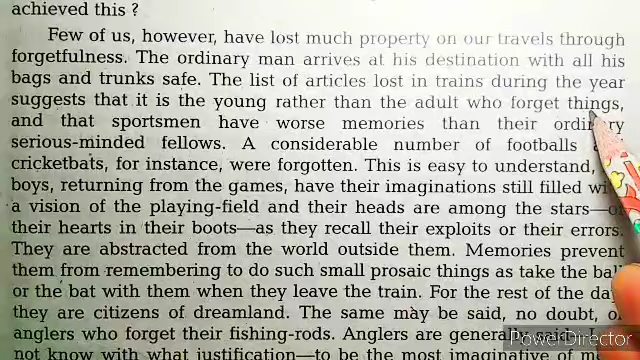 achieved this ?
Few of us, however, have lost much property on our travels through
forgetfulness. The ordinary man arrives at his destination with all his
bags and trunks safe. The list of articles lost in trains during the year
suggests that it is the young rather than the adult who forget things,
and that sportsmen have worse memories than their ordinary
serious-minded fellows. A considerable number of footballs
cricketbats, for instance, were forgotten. This is easy to understand,
boys, returning from the games, have their imaginations still filled with
a vision of the playing-field and their heads are among the stars—or
their hearts in their boots—as they recall their exploits or their errors.
They are abstracted from the world outside them. Memories prevent
them from remembering to do such small prosaic things as take the ball
or the bat with them when they leave the train. For the rest of the day
they are citizens of dreamland. The same may be said, no doubt, of
anglers who forget their fishing-rods. Anglers are generally said
not know with what justification—to be the most imaginative
PowerDirector